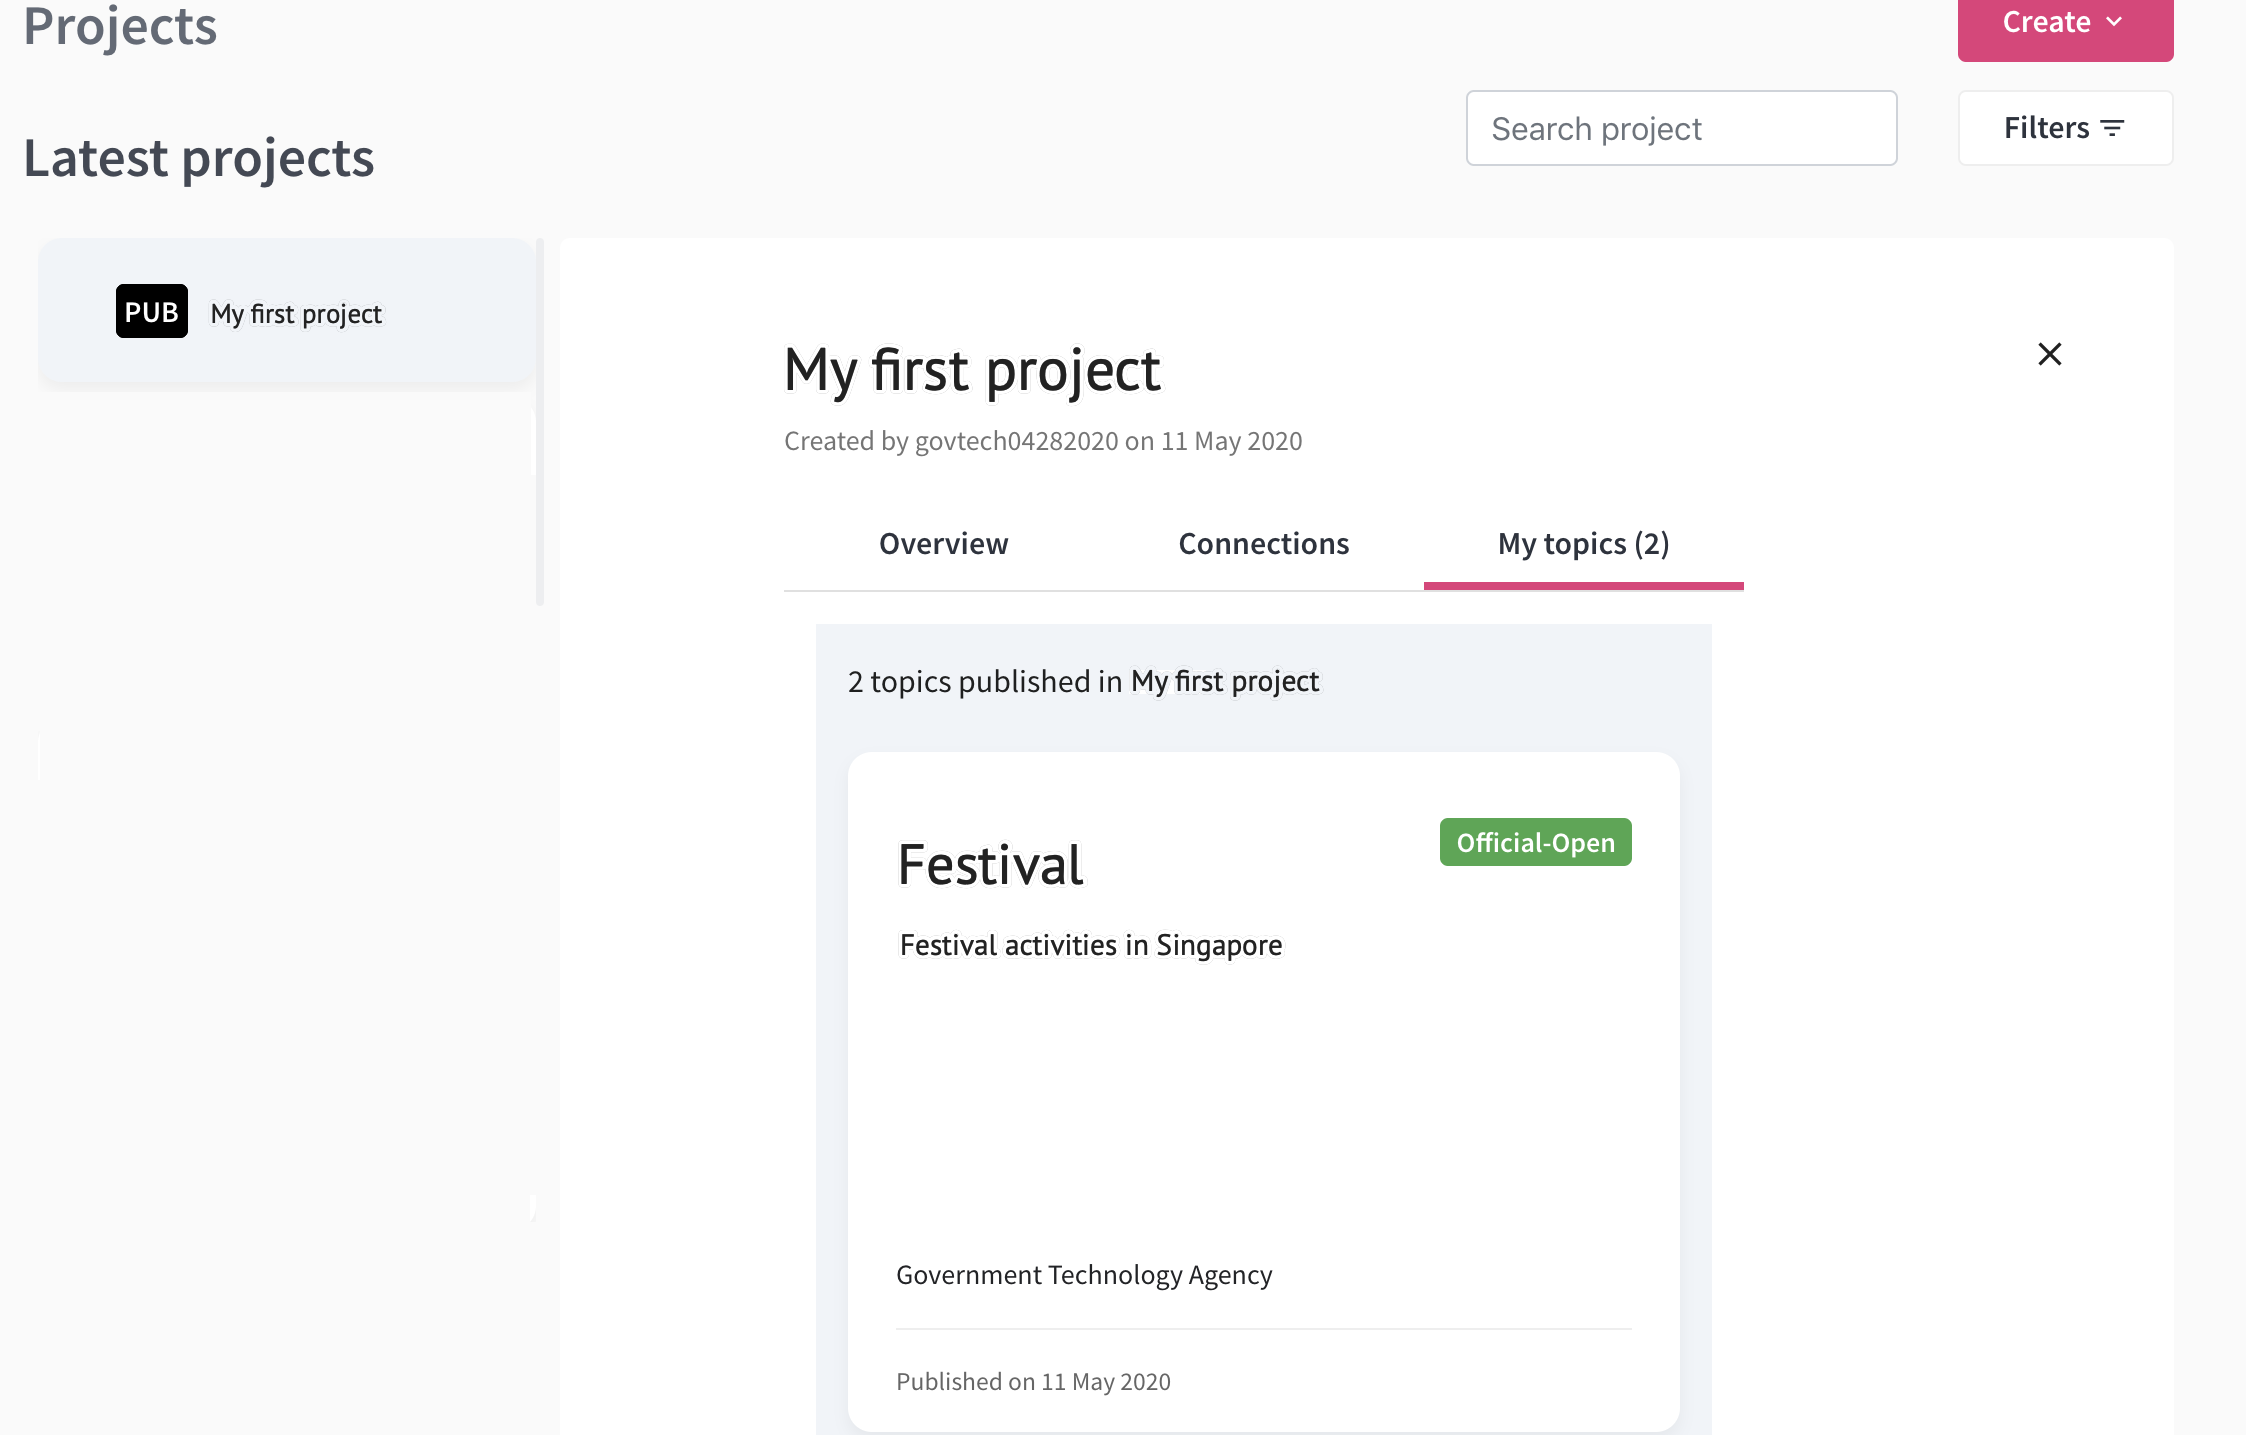 Projects
Create
Latest projects
Search project
Filters
PUB
My first project
My first project
Created by govtech04282020 on 11 May 2020
Overview
Connections
My topics (2)
2 topics published in My first project
Festival
Official-Open
Festival activities in Singapore
Government Technology Agency
Published on 11 May 2020